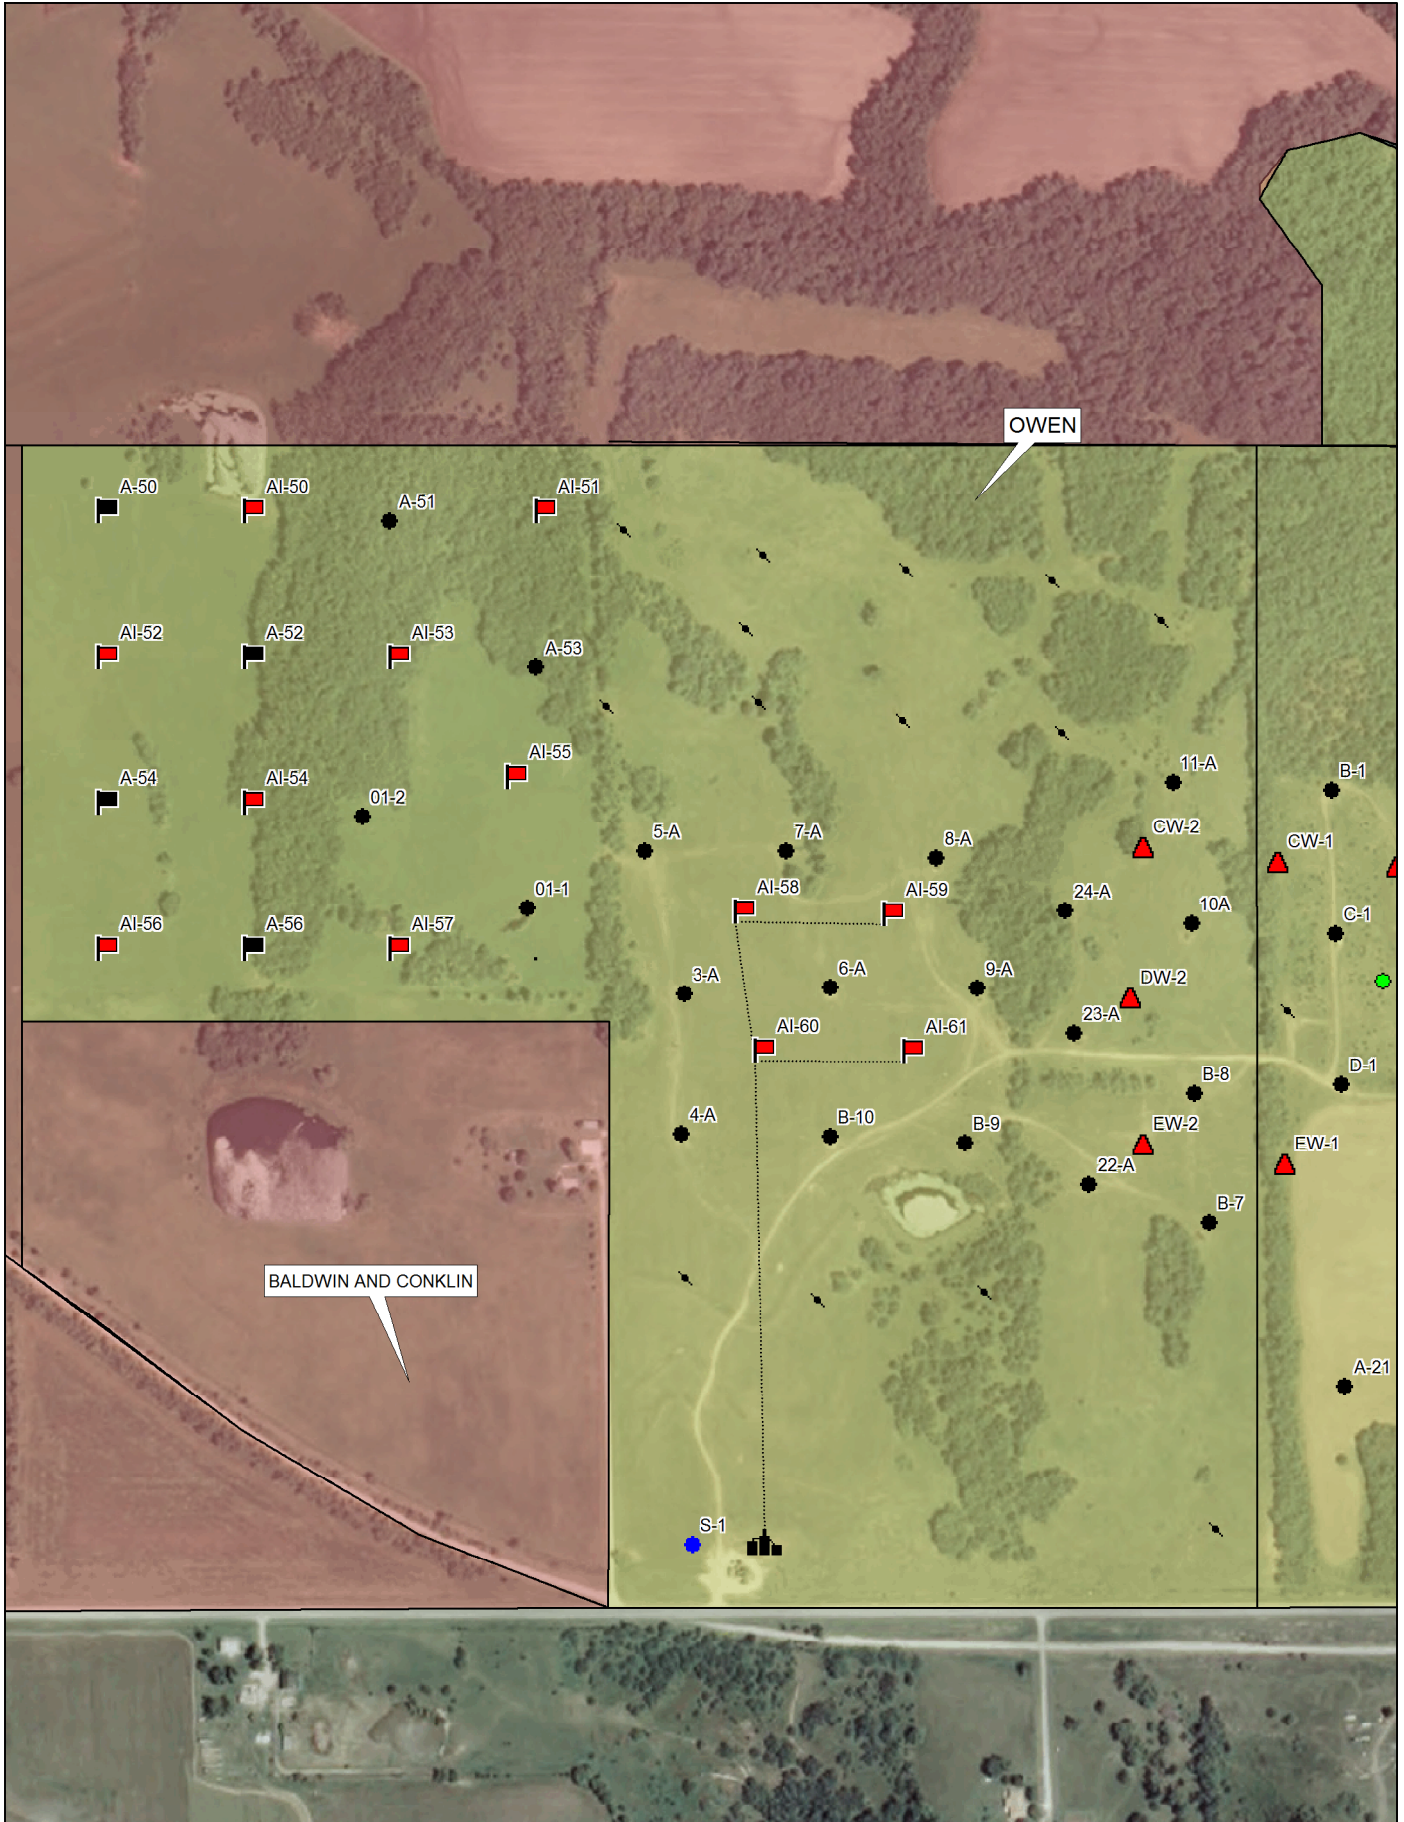 OWEN
A-50
AI-50
A-51
AI-51
AI-52
A-52
AI-53
A-53
AI-55
A-54
AI-54
01-2
11-A
B-1
5-A
7-A
8-A
CW-2
CW-1
01-1
AI-58
AI-59
24-A
10A
C-1
AI-56
A-56
AI-57
3-A
6-A
9-A
DW-2
23-A
AI-60
AI-61
B-8
D-1
4-A
B-10
B-9
EW-2
EW-1
22-A
B-7
BALDWIN AND CONKLIN
A-21
S-1